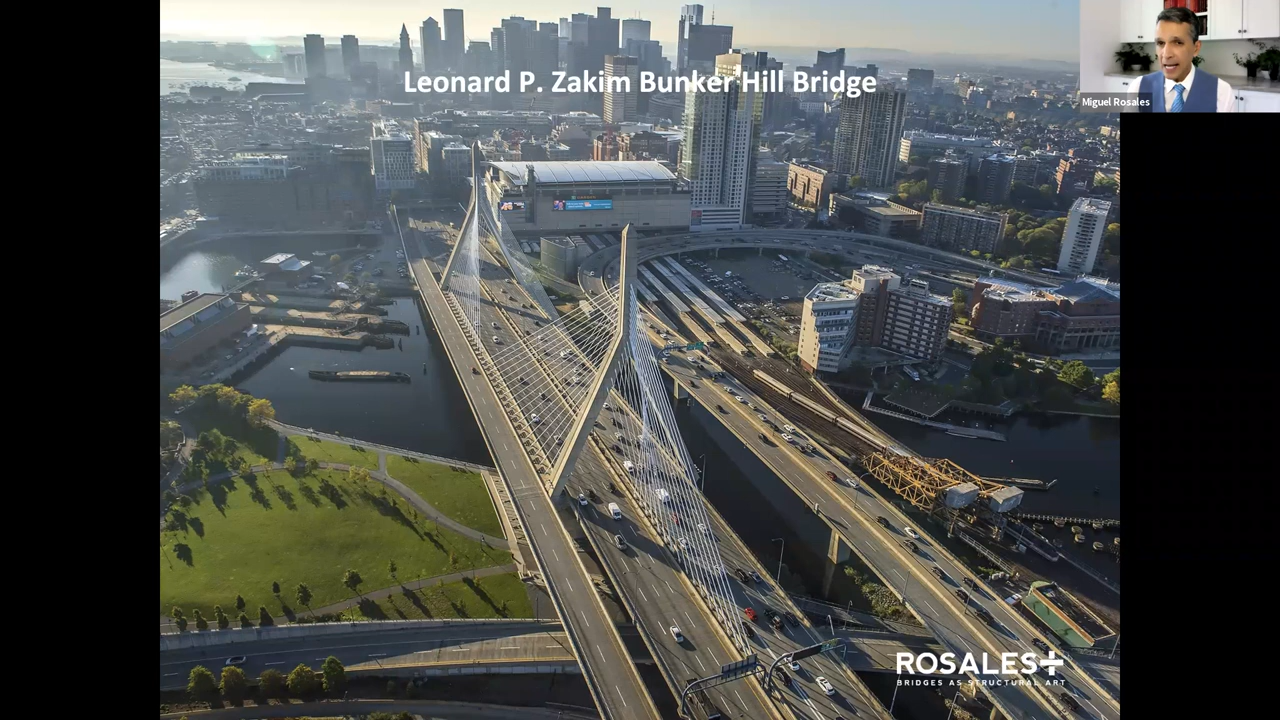 Leonard P. Zakim Bunker Hill Bridge
Miguel Rosales
ROSALES+
BRIDGES AS STRUCTURAL ART